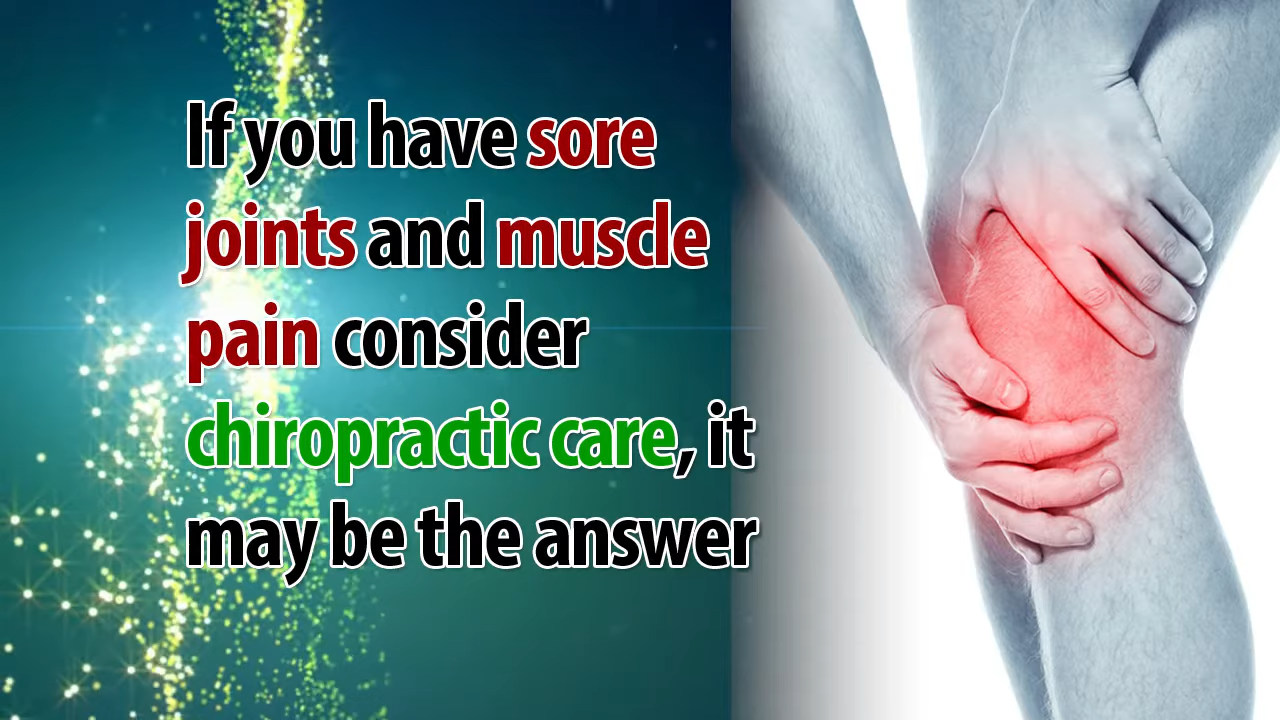 If you have sore
joints and muscle
pain consider
chiropractic care, it
may be the answer